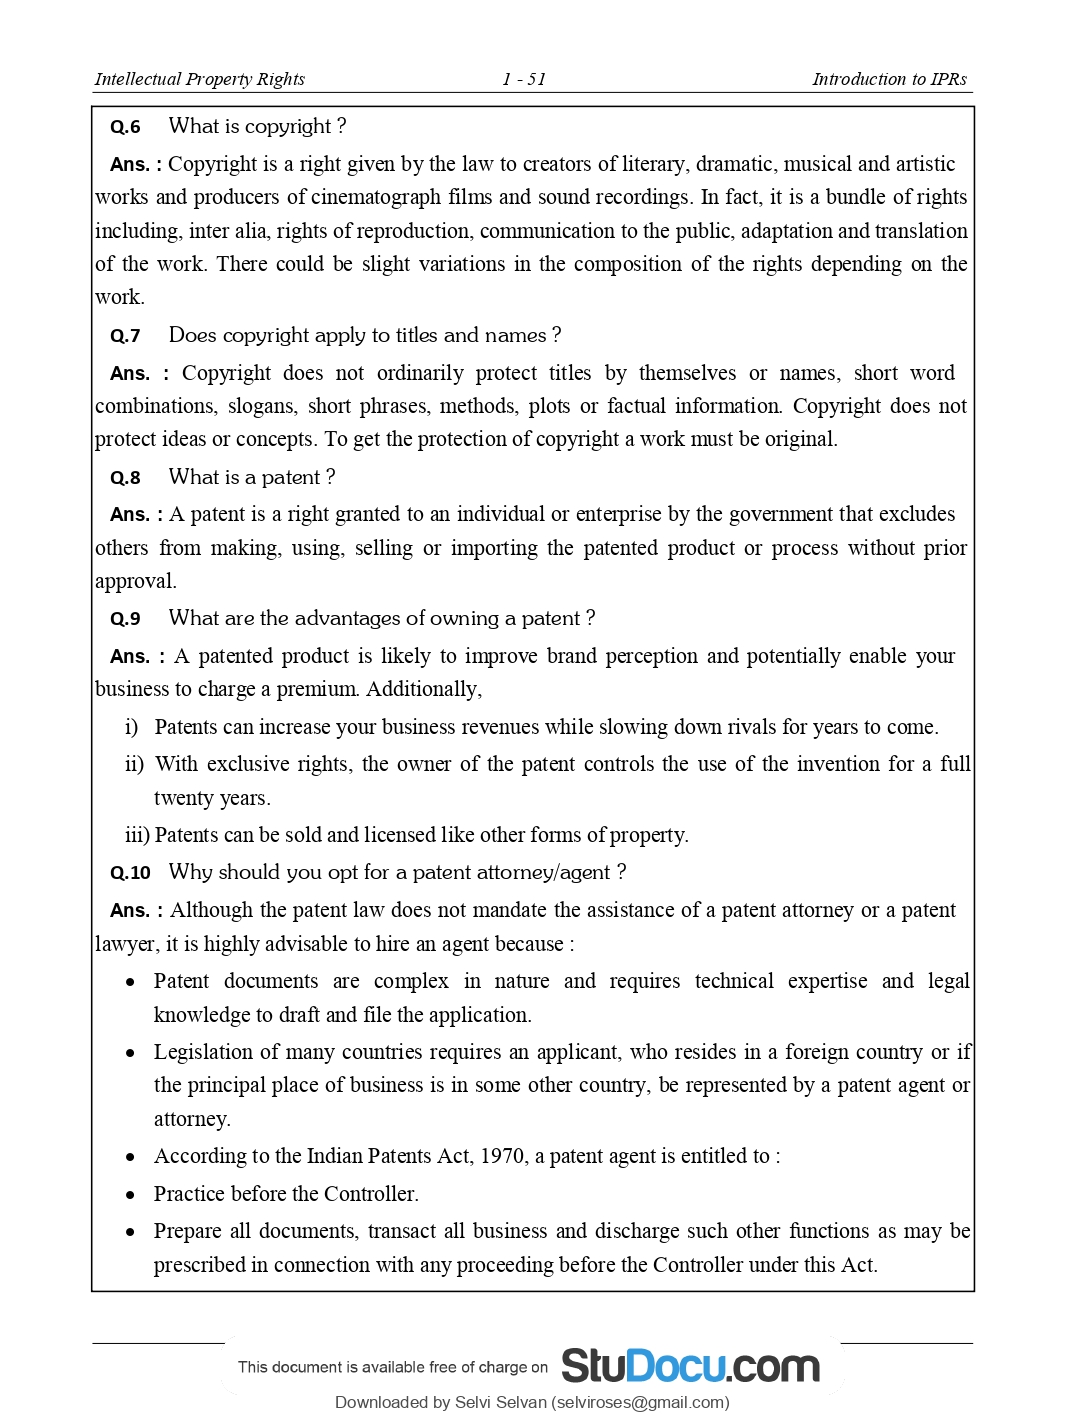 Intellectual Property Rights 1 - 51 Introduction to IPRs
Q.6 What is copyright ?
Ans. : Copyright is a right given by the law to creators of literary, dramatic, musical and artistic
works and producers of cinematograph films and sound recordings. In fact, it is a bundle of rights
including, inter alia, rights of reproduction, communication to the public, adaptation and translation
of the work. There could be slight variations in the composition of the rights depending on the
work.
Q.7 Does copyright apply to titles and names ?
Ans. : Copyright does not ordinarily protect titles by themselves or names, short word
combinations, slogans, short phrases, methods, plots or factual information. Copyright does not
protect ideas or concepts. To get the protection of copyright a work must be original.
Q.8 What is a patent ?
Ans. : A patent is a right granted to an individual or enterprise by the government that excludes
others from making, using, selling or importing the patented product or process without prior
approval.
Q.9 What are the advantages of owning a patent ?
Ans. : A patented product is likely to improve brand perception and potentially enable your
business to charge a premium. Additionally,
i) Patents can increase your business revenues while slowing down rivals for years to come.
ii) With exclusive rights, the owner of the patent controls the use of the invention for a full
twenty years.
iii) Patents can be sold and licensed like other forms of property.
Q.10 Why should you opt for a patent attorney/agent ?
Ans. : Although the patent law does not mandate the assistance of a patent attorney or a patent
lawyer, it is highly advisable to hire an agent because :
• Patent documents are complex in nature and requires technical expertise and legal
knowledge to draft and file the application.
• Legislation of many countries requires an applicant, who resides in a foreign country or if
the principal place of business is in some other country, be represented by a patent agent or
attorney.
• According to the Indian Patents Act, 1970, a patent agent is entitled to :
• Practice before the Controller.
• Prepare all documents, transact all business and discharge such other functions as may be
prescribed in connection with any proceeding before the Controller under this Act.
This document is available free of charge on StuDocu.com
Downloaded by Selvi Selvan (selviroses@gmail.com)